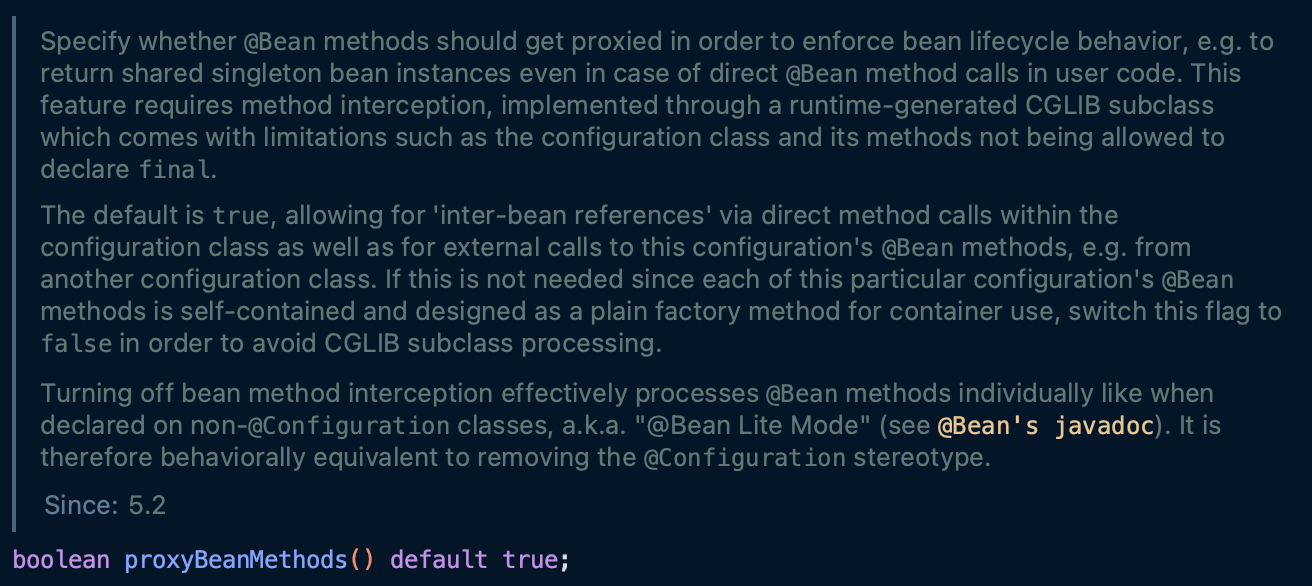 Specify whether @Bean methods should get proxied in order to enforce bean lifecycle behavior, e.g. to
return shared singleton bean instances even in case of direct @Bean method calls in user code. This
feature requires method interception, implemented through a runtime-generated CGLIB subclass
which comes with limitations such as the configuration class and its methods not being allowed to
declare final.
The default is true, allowing for 'inter-bean references' via direct method calls within the
configuration class as well as for external calls to this configuration's @Bean methods, e.g. from
another configuration class. If this is not needed since each of this particular configuration's @Bean
methods is self-contained and designed as a plain factory method for container use, switch this flag to
false in order to avoid CGLIB subclass processing.
Turning off bean method interception effectively processes @Bean methods individually like when
declared on non-@Configuration classes, a.k.a. "@Bean Lite Mode" (see @Bean's javadoc). It is
therefore behaviorally equivalent to removing the @Configuration stereotype.
Since: 5.2
boolean proxyBeanMethods() default true;